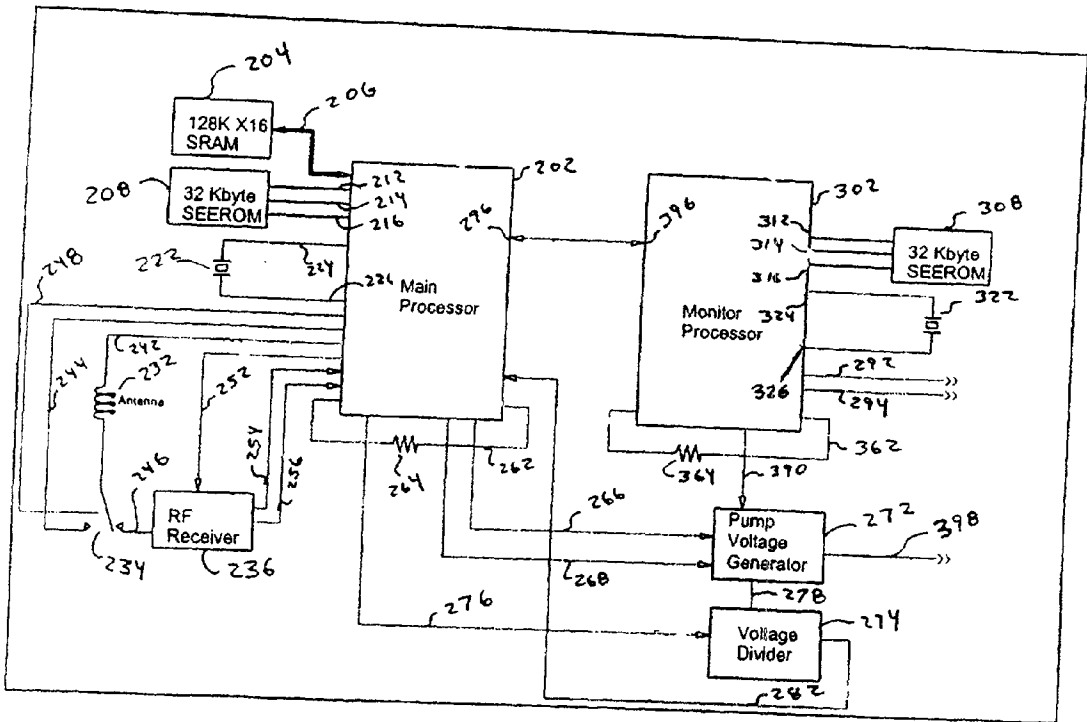 204
206
128K X16
SRAM
202
212
208
32 Kbyte
SEEROM
214
216
302
296
396
312
308
314
32 Kbyte
SEEROM
316
248
222
224
226
Main
Processor
Monitor
Processor
324
322
242
232
244
252
Antenna
326
292
294
254
256
246
264
262
364
390
362
RF
Receiver
234
236
266
268
Pump
Voltage
Generator
272
398
278
276
Voltage
Divider
274
282